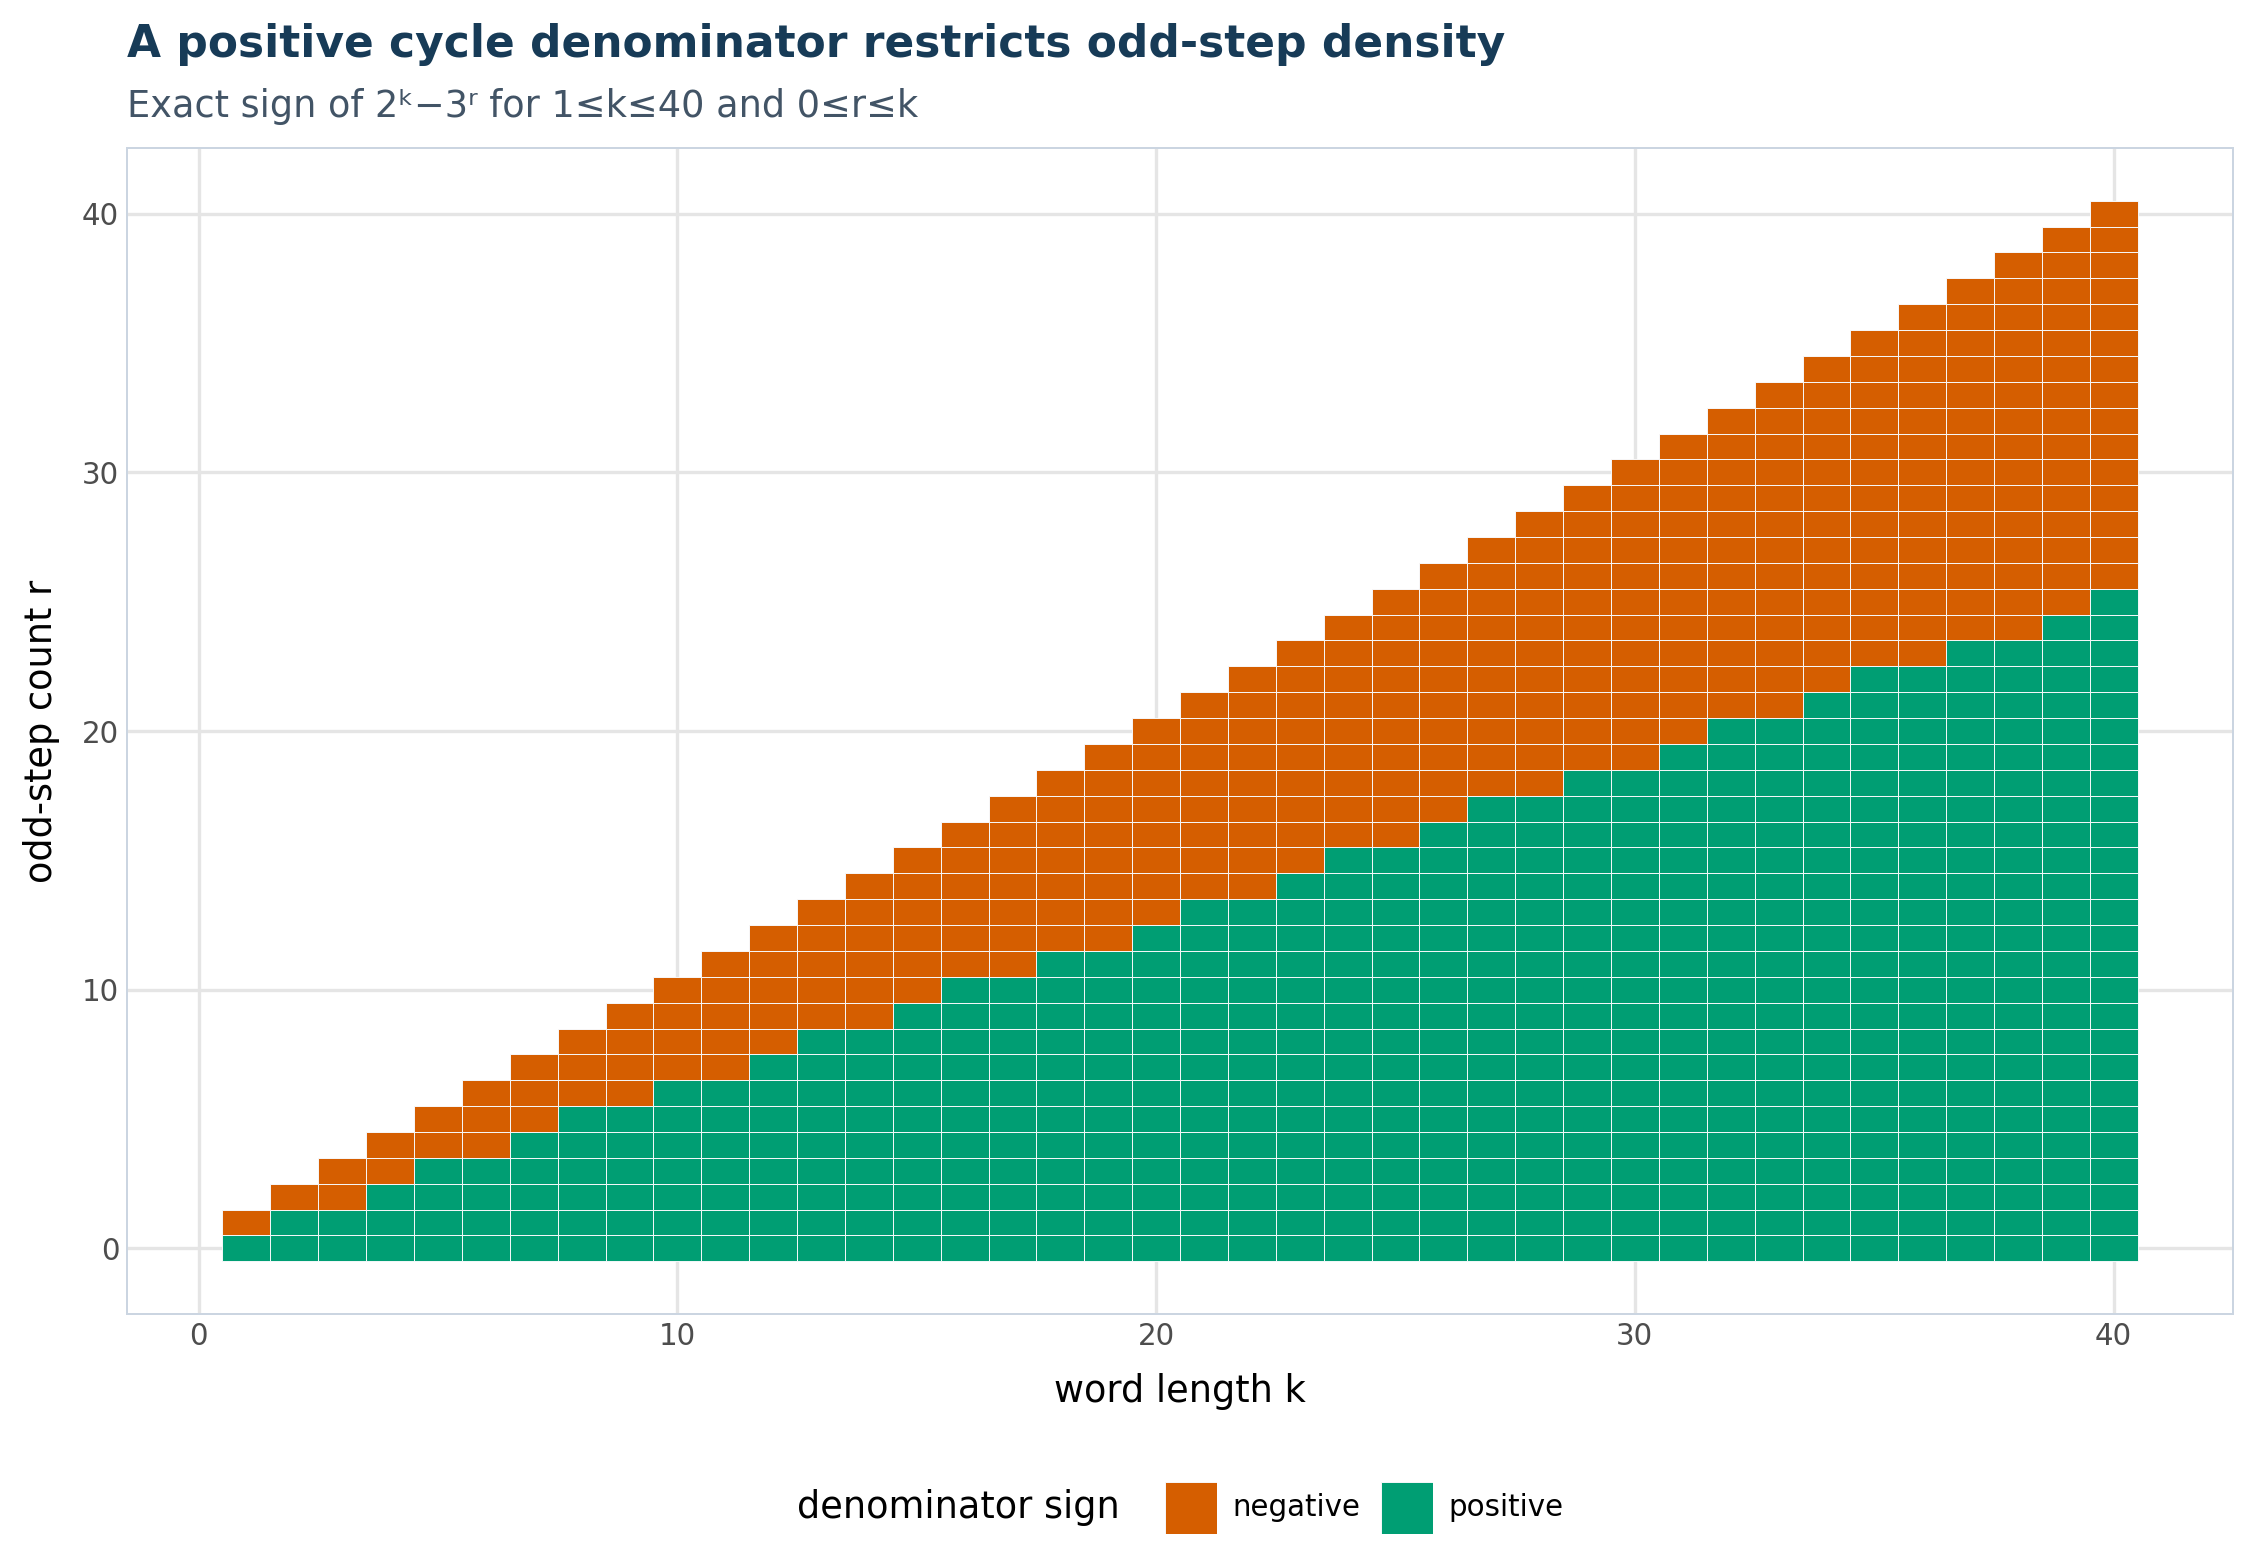 A positive cycle denominator restricts odd-step density
Exact sign of 2ᵏ−3ʳ for 1≤k≤40 and 0≤r≤k
odd-step count r
40
30
20
10
0
0 10 20 30 40
word length k
denominator sign negative positive